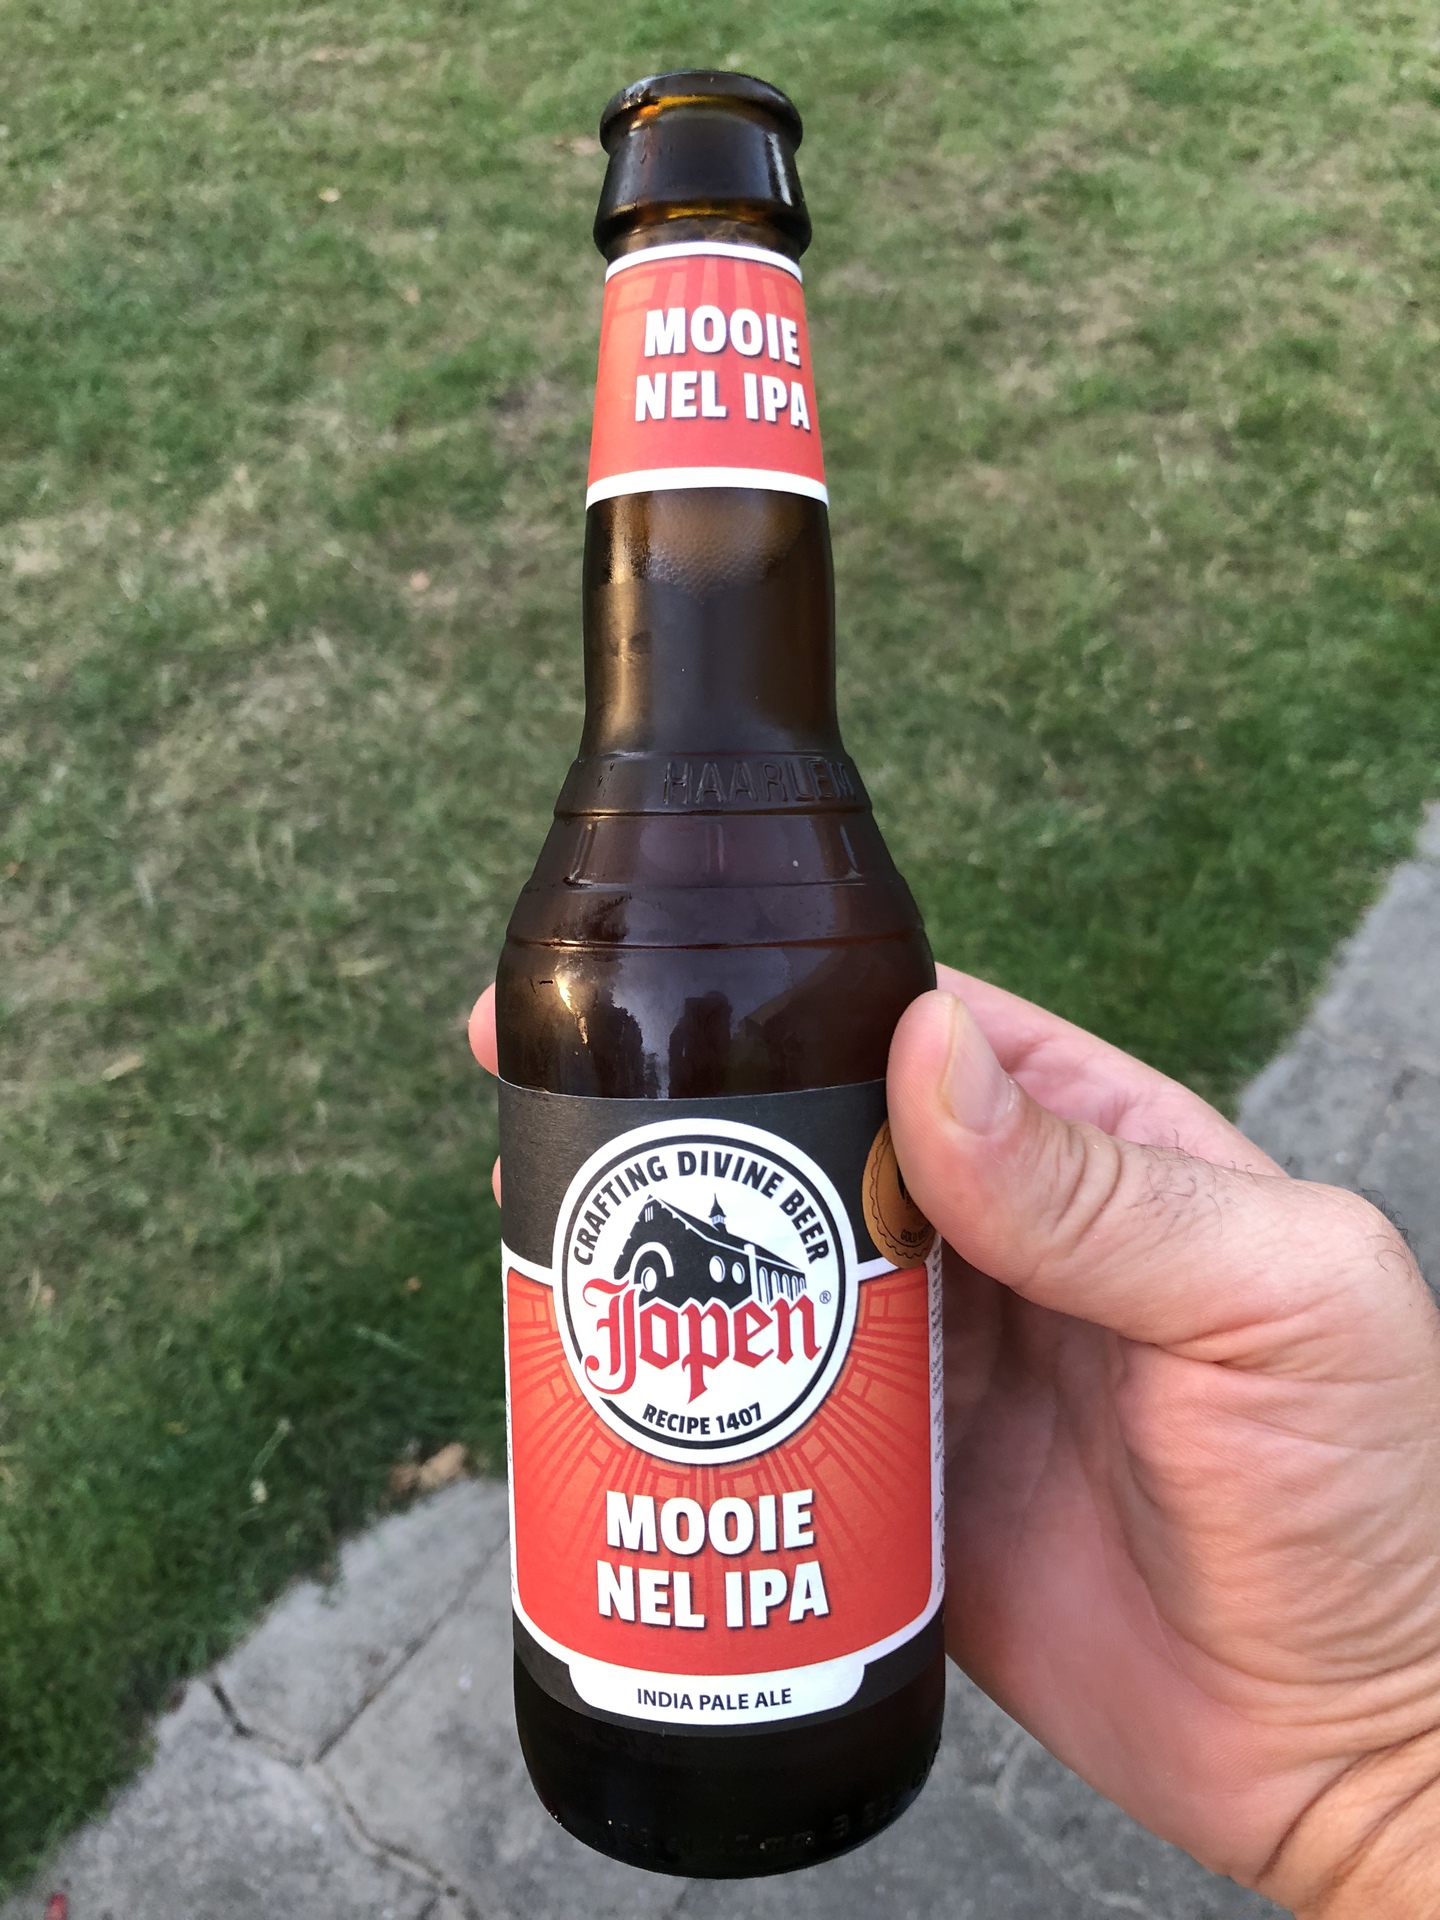 MOOIE
NEL IPA
HAARLEM
CRAFTING DIVINE BEER
Jopen®
RECIPE 1407
MOOIE
NEL IPA
INDIA PALE ALE